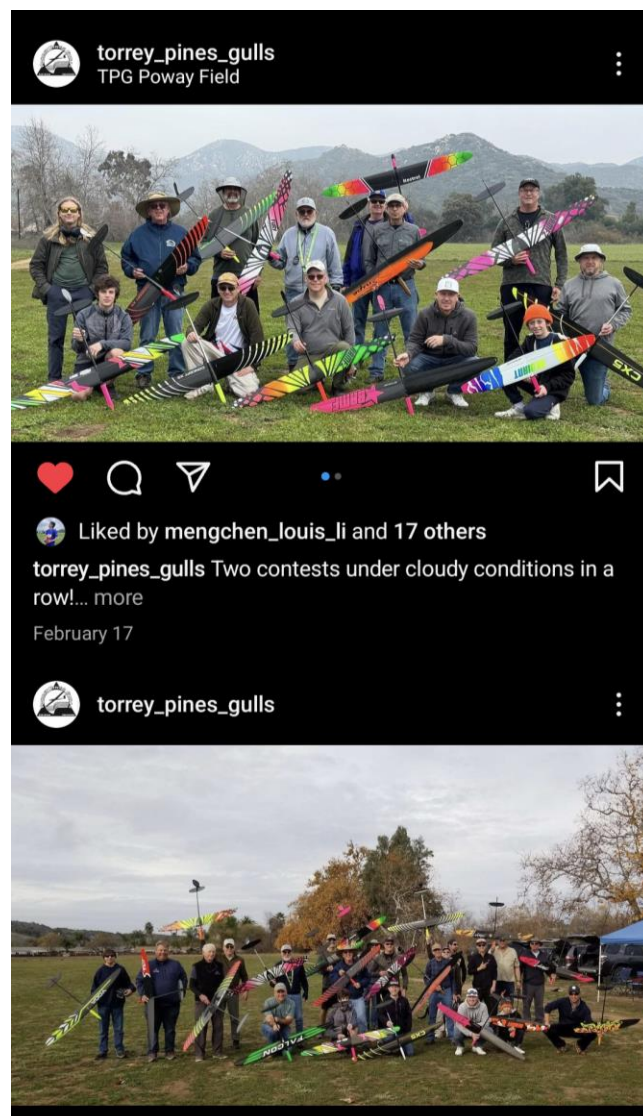 torrey_pines_gulls
TPG Poway Field
CX5
Liked by mengchen_louis_li and 17 others
torrey_pines_gulls Two contests under cloudy conditions in a
row!... more
February 17
torrey_pines_gulls
FALCON